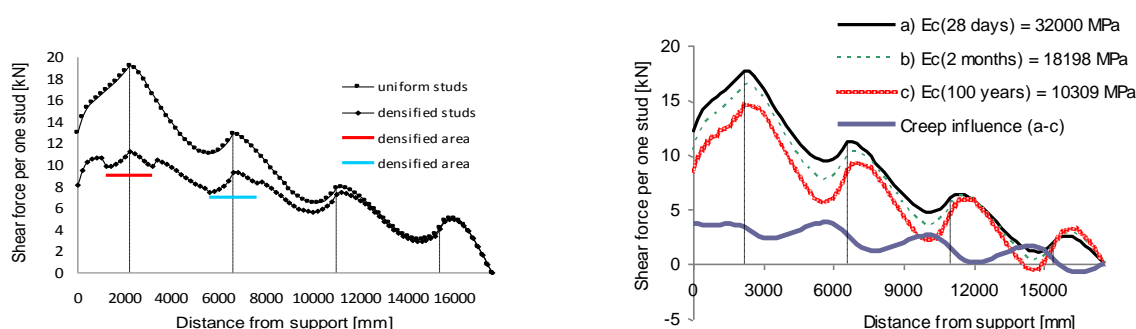 20
18
16
14
12
10
8
6
4
2
0
Shear force per one stud [kN]
0 2000 4000 6000 8000 10000 12000 14000 16000
Distance from support [mm]
uniform studs
densified studs
densified area
densified area
20
15
10
5
0
-5
Shear force per one stud [kN]
0 3000 6000 9000 12000 15000
Distance from support [mm]
a) Ec(28 days) = 32000 MPa
b) Ec(2 months) = 18198 MPa
c) Ec(100 years) = 10309 MPa
Creep influence (a-c)